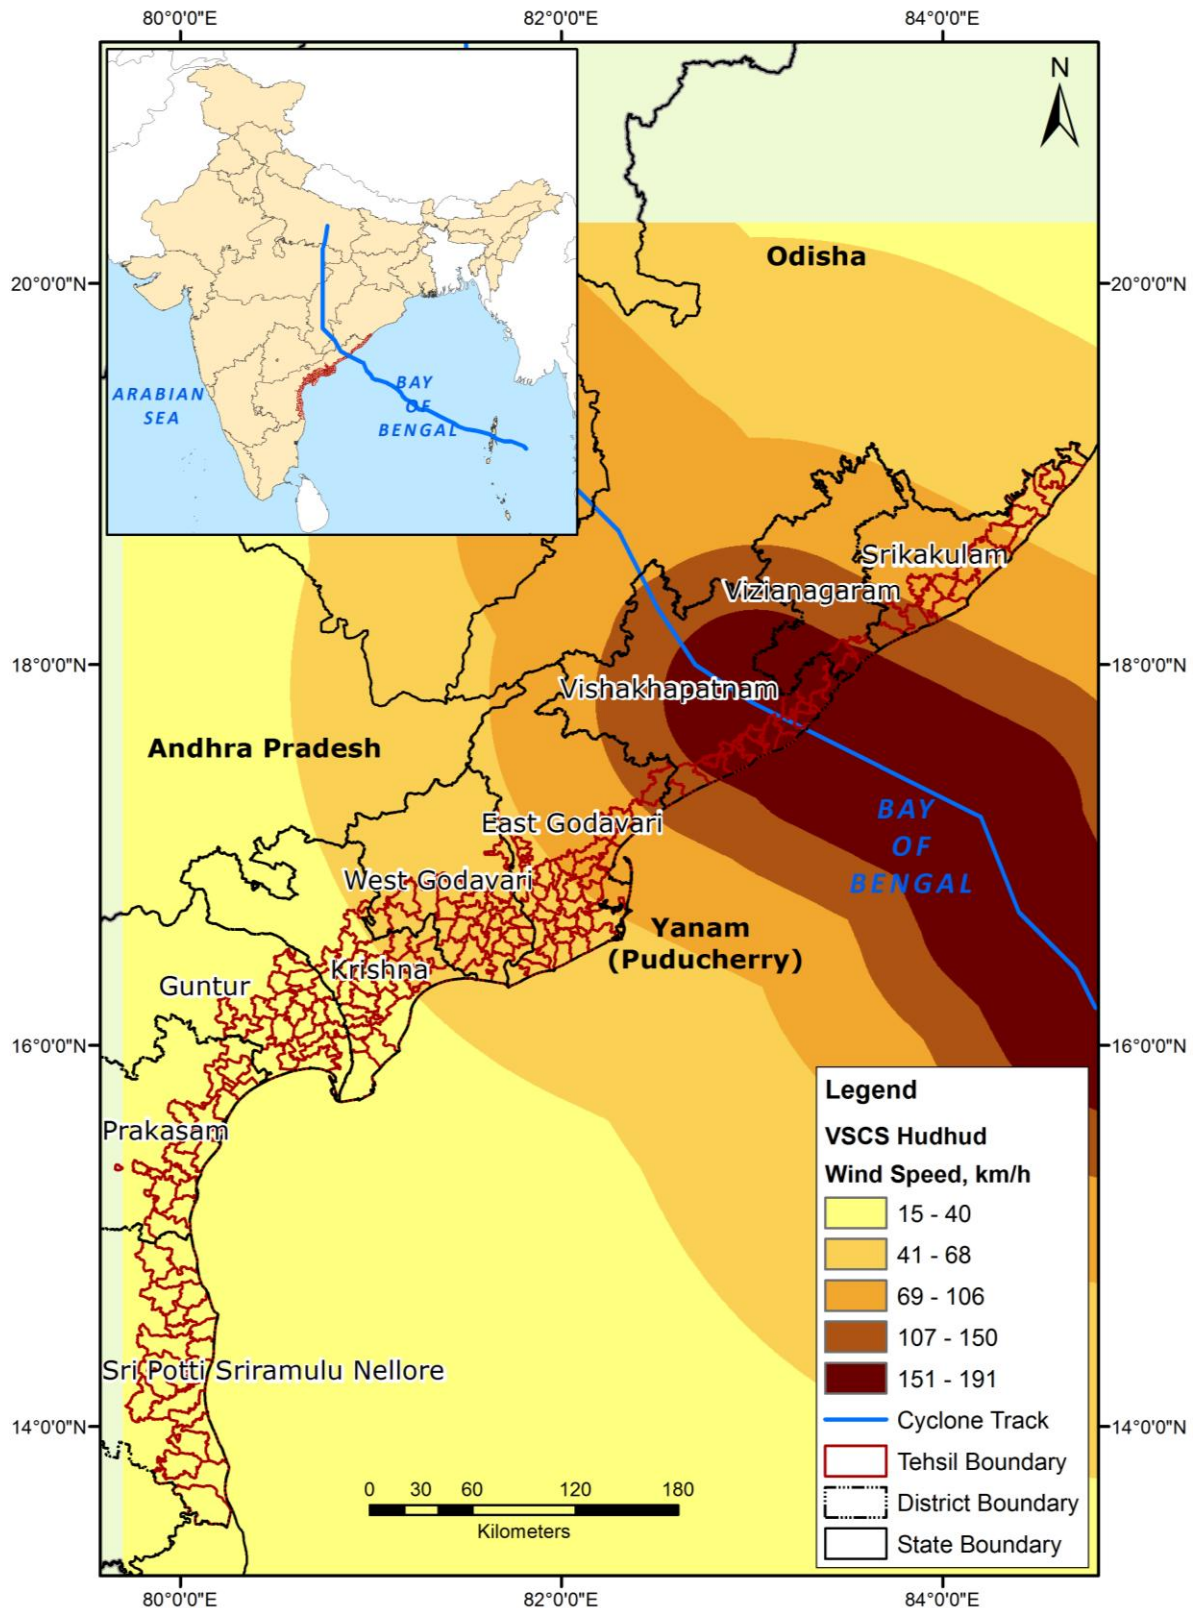 80°0'0"E
82°0'0"E
84°0'0"E
N
ARABIAN
SEA
BAY
OF
BENGAL
Odisha
20°0'0"N
20°0'0"N
Srikakulam
Vizianagaram
18°0'0"N
18°0'0"N
Vishakhapatnam
Andhra Pradesh
BAY
OF
BENGAL
East Godavari
West Godavari
Yanam
(Puducherry)
Krishna
Guntur
16°0'0"N
16°0'0"N
Prakasam
Sri Potti Sriramulu Nellore
14°0'0"N
14°0'0"N
Legend
VSCS Hudhud
Wind Speed, km/h
15 - 40
41 - 68
69 - 106
107 - 150
151 - 191
Cyclone Track
Tehsil Boundary
District Boundary
State Boundary
0 30 60 120 180
Kilometers
80°0'0"E
82°0'0"E
84°0'0"E